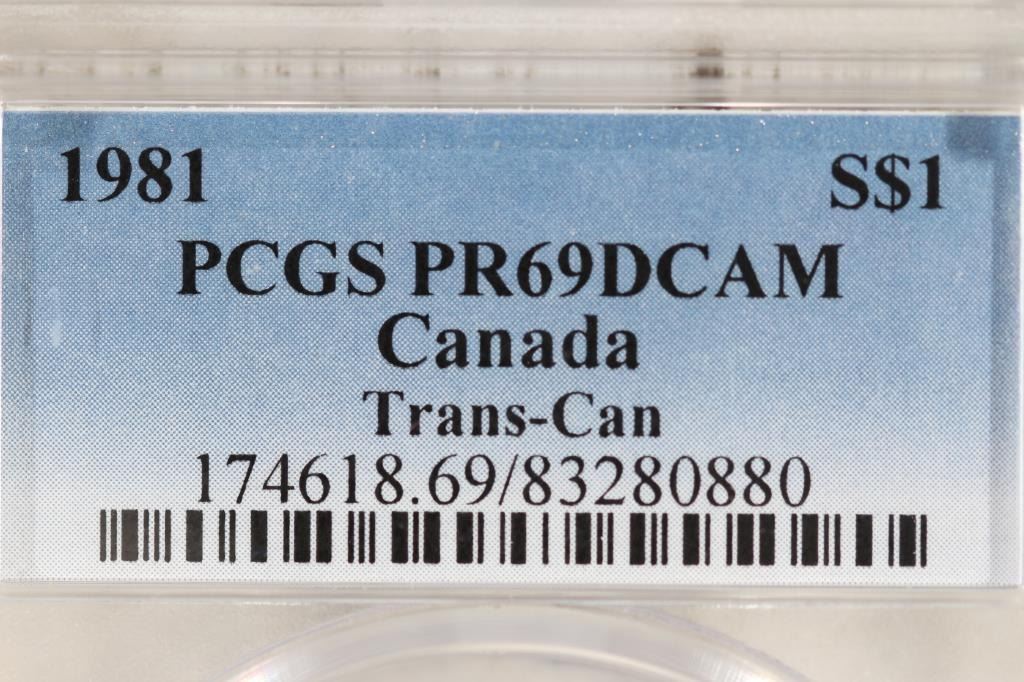 1981 S$1
PCGS PR69DCAM
Canada
Trans-Can
174618.69/83280880